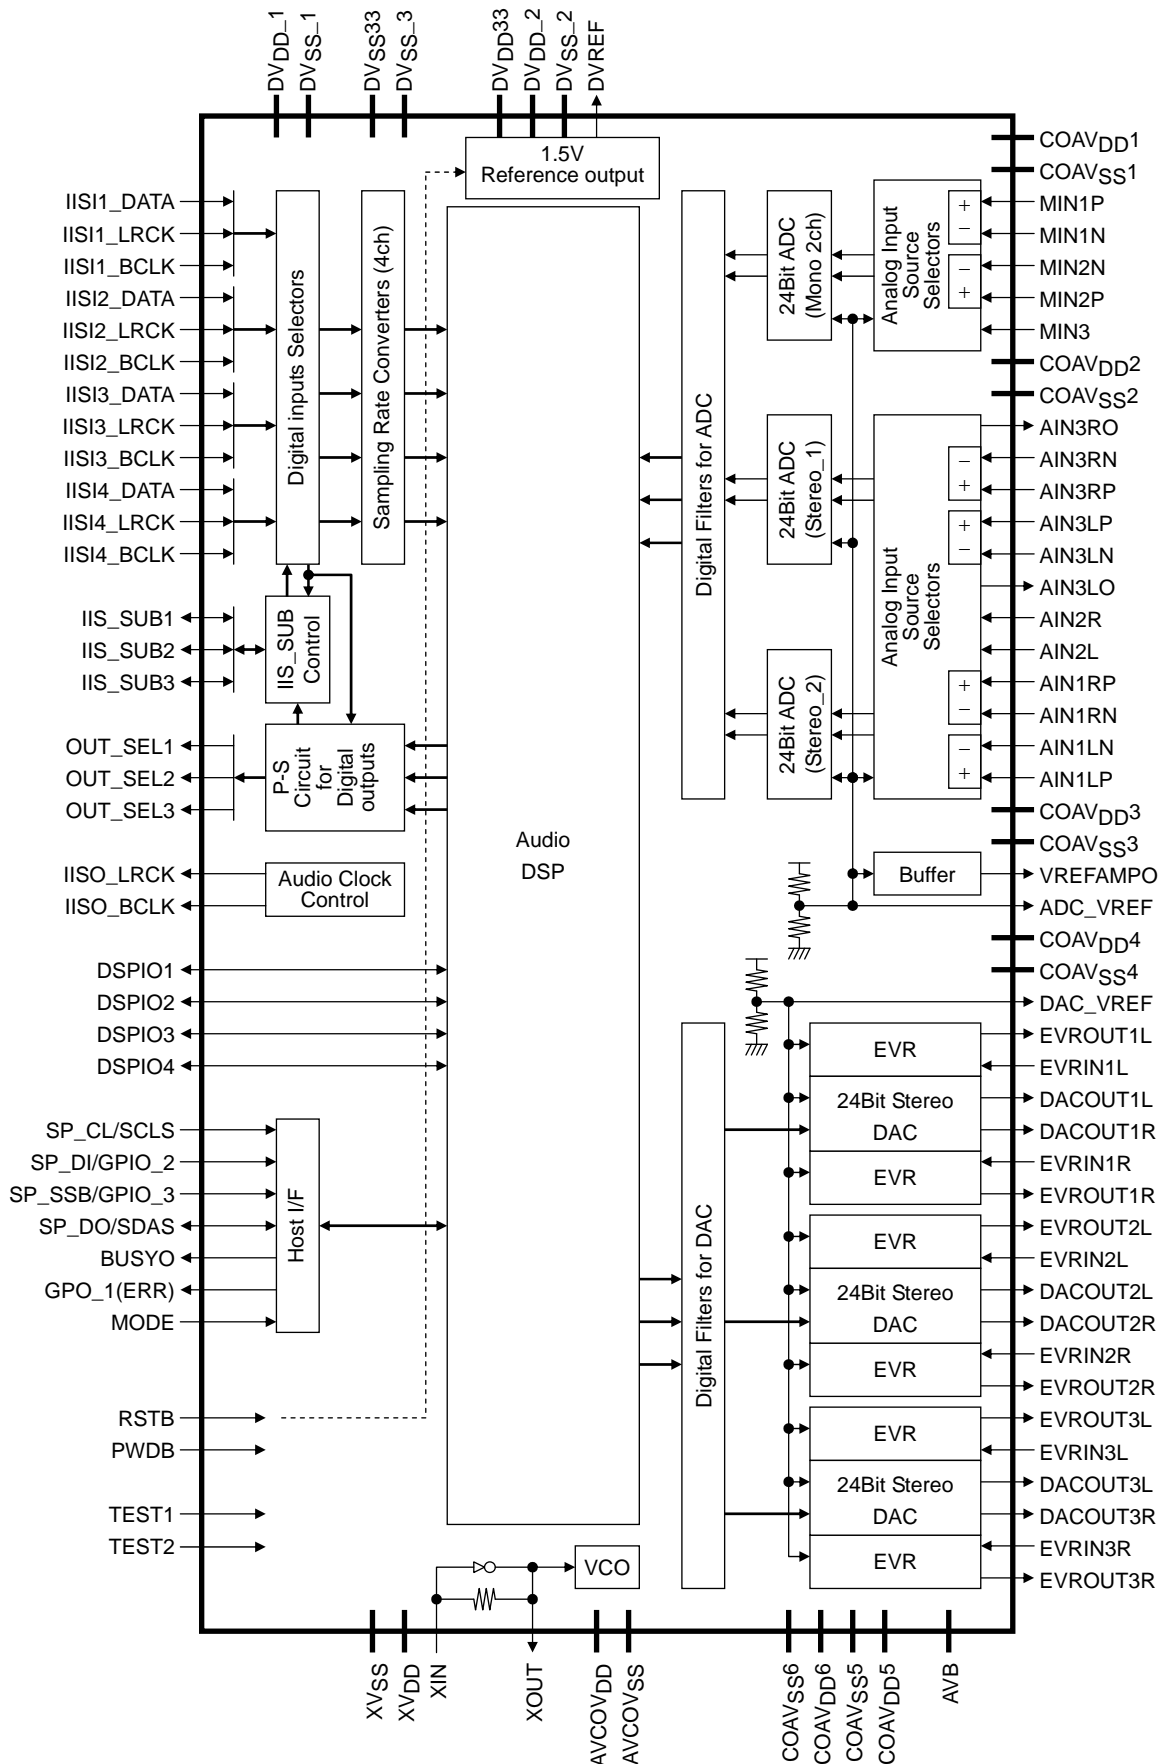 DVDD_1
DVSS_1
DVSS33
DVSS_3
DVDD33
DVDD_2
DVSS_2
DVREF
1.5V
Reference output
IISI1_DATA
IISI1_LRCK
IISI1_BCLK
IISI2_DATA
IISI2_LRCK
IISI2_BCLK
IISI3_DATA
IISI3_LRCK
IISI3_BCLK
IISI4_DATA
IISI4_LRCK
IISI4_BCLK
IIS_SUB1
IIS_SUB2
IIS_SUB3
OUT_SEL1
OUT_SEL2
OUT_SEL3
IISO_LRCK
IISO_BCLK
DSPIO1
DSPIO2
DSPIO3
DSPIO4
SP_CL/SCLS
SP_DI/GPIO_2
SP_SSB/GPIO_3
SP_DO/SDAS
BUSYO
GPO_1(ERR)
MODE
RSTB
PWDB
TEST1
TEST2
Digital inputs Selectors
Sampling Rate Converters (4ch)
IIS_SUB
Control
P-S
Circuit
for
Digital
outputs
Audio Clock
Control
Host I/F
Audio
DSP
VCO
Digital Filters for ADC
Digital Filters for DAC
24Bit ADC
(Mono 2ch)
24Bit ADC
(Stereo_1)
24Bit ADC
(Stereo_2)
Analog Input
Source
Selectors
+
−
−
+
Analog Input
Source
Selectors
−
+
+
−
+
−
−
+
Buffer
EVR
24Bit Stereo
DAC
EVR
EVR
24Bit Stereo
DAC
EVR
EVR
24Bit Stereo
DAC
EVR
COAVDD1
COAVSS1
MIN1P
MIN1N
MIN2N
MIN2P
MIN3
COAVDD2
COAVSS2
AIN3RO
AIN3RN
AIN3RP
AIN3LP
AIN3LN
AIN3LO
AIN2R
AIN2L
AIN1RP
AIN1RN
AIN1LN
AIN1LP
COAVDD3
COAVSS3
VREFAMPO
ADC_VREF
COAVDD4
COAVSS4
DAC_VREF
EVROUT1L
EVRIN1L
DACOUT1L
DACOUT1R
EVRIN1R
EVROUT1R
EVROUT2L
EVRIN2L
DACOUT2L
DACOUT2R
EVRIN2R
EVROUT2R
EVROUT3L
EVRIN3L
DACOUT3L
DACOUT3R
EVRIN3R
EVROUT3R
XVSS
XVDD
XIN
XOUT
AVCOVDD
AVCOVSS
COAVSS6
COAVDD6
COAVSS5
COAVDD5
AVB